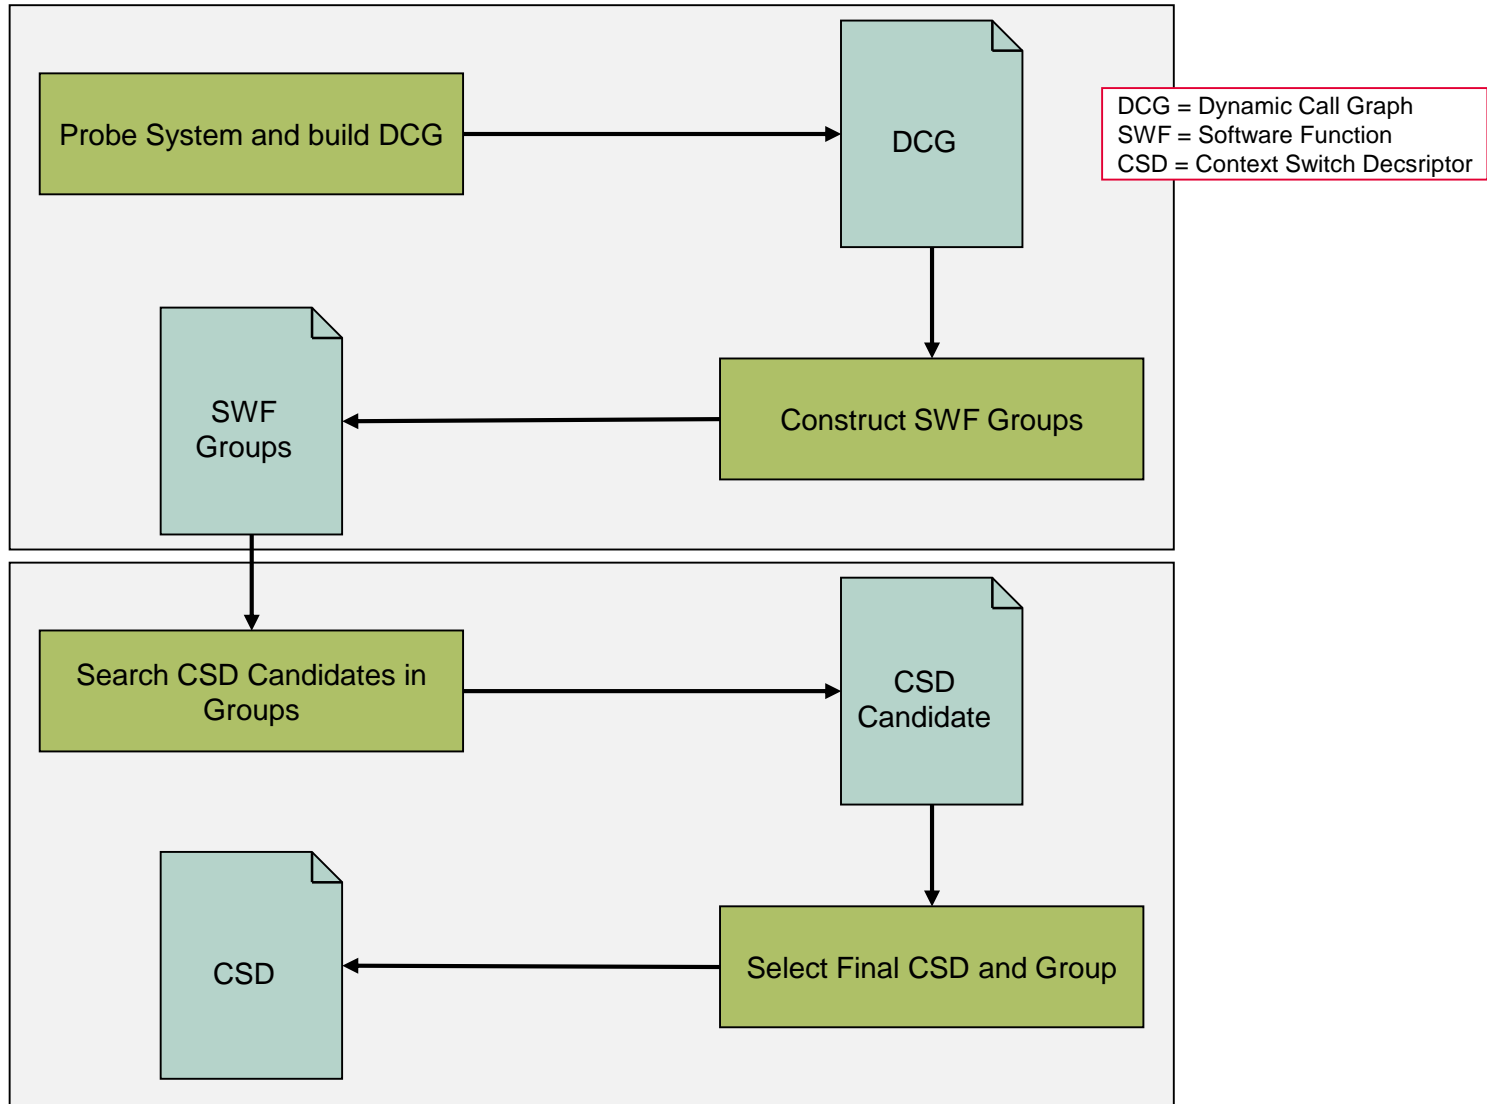 Probe System and build DCG
DCG
DCG = Dynamic Call Graph
SWF = Software Function
CSD = Context Switch Decsriptor
SWF
Groups
Construct SWF Groups
Search CSD Candidates in
Groups
CSD
Candidate
CSD
Select Final CSD and Group